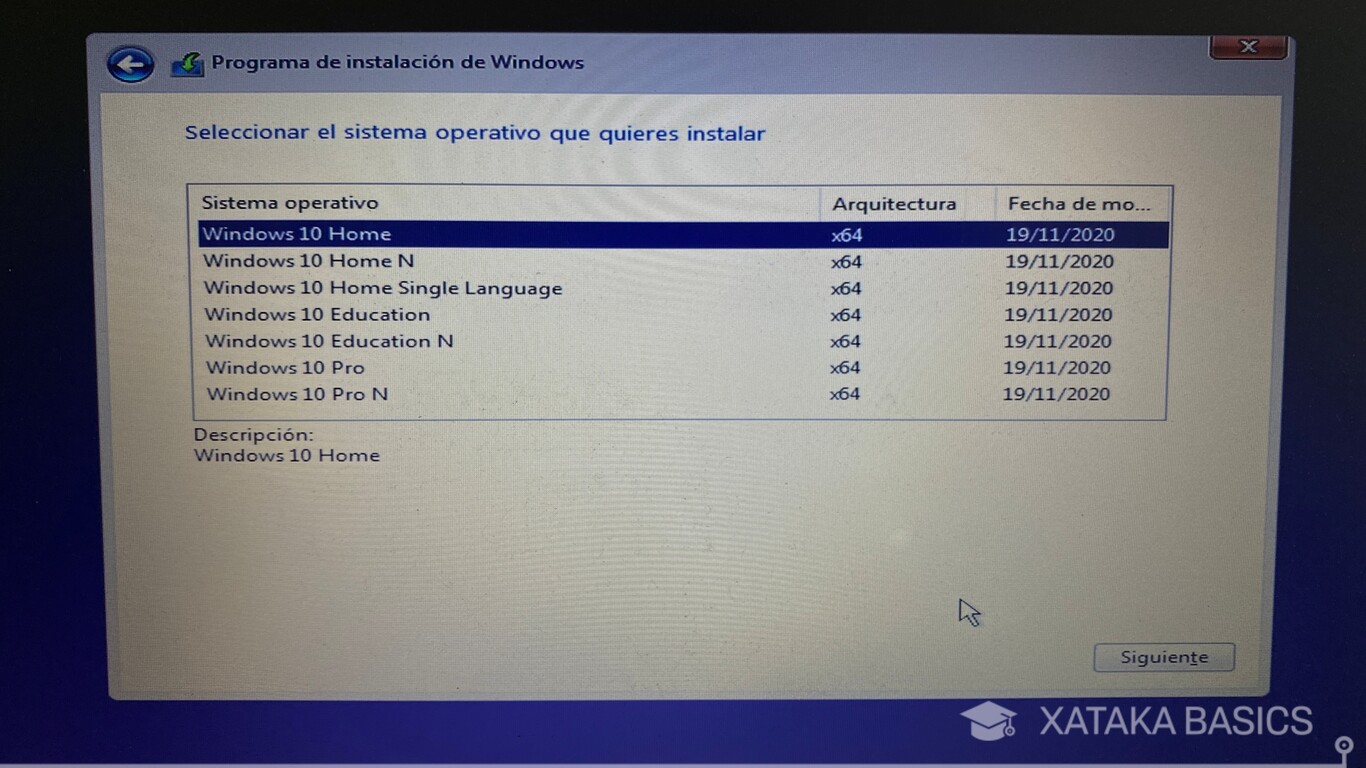 Programa de instalación de Windows
Seleccionar el sistema operativo que quieres instalar
Sistema operativo Arquitectura Fecha de mo...
Windows 10 Home x64 19/11/2020
Windows 10 Home N x64 19/11/2020
Windows 10 Home Single Language x64 19/11/2020
Windows 10 Education x64 19/11/2020
Windows 10 Education N x64 19/11/2020
Windows 10 Pro x64 19/11/2020
Windows 10 Pro N x64 19/11/2020
Descripción:
Windows 10 Home
Siguiente
XATAKA BASICS